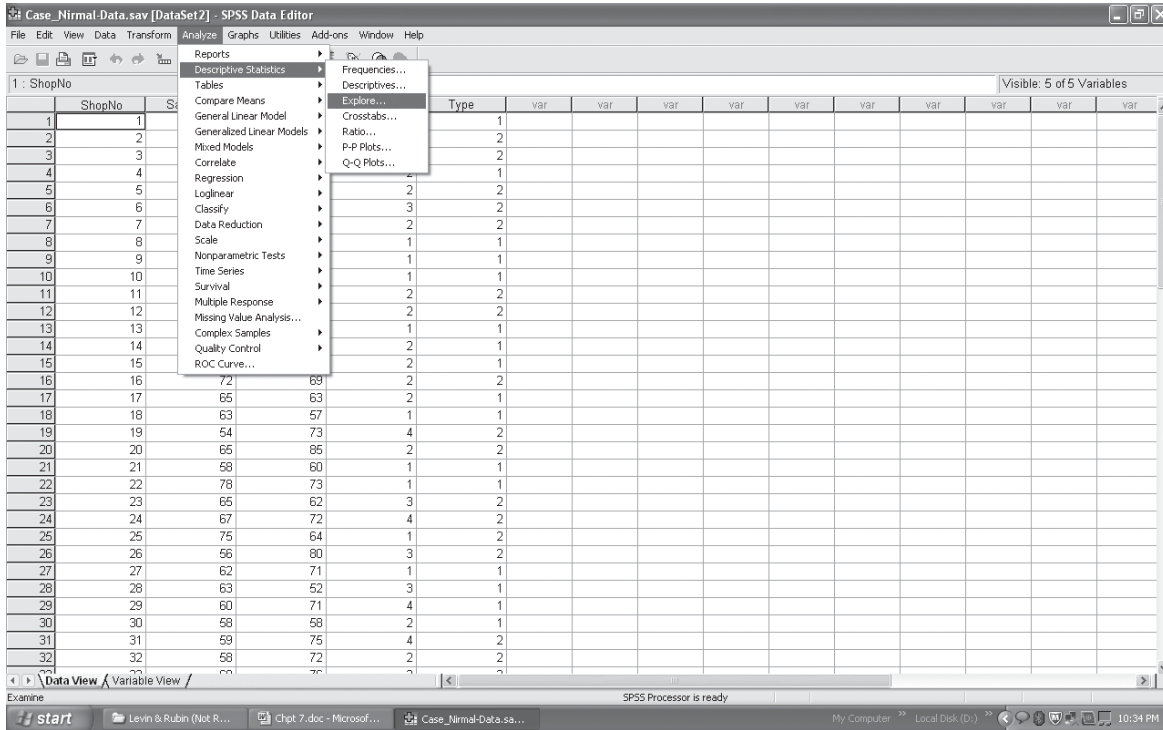 Case_Nirmal-Data.sav [DataSet2] - SPSS Data Editor
File Edit View Data Transform Analyze Graphs Utilities Add-ons Window Help
1 : ShopNo
Visible: 5 of 5 Variables
Reports
Descriptive Statistics
Tables
Compare Means
General Linear Model
Generalized Linear Models
Mixed Models
Correlate
Regression
Loglinear
Classify
Data Reduction
Scale
Nonparametric Tests
Time Series
Survival
Multiple Response
Missing Value Analysis...
Complex Samples
Quality Control
ROC Curve...
Frequencies...
Descriptives...
Explore...
Crosstabs...
Ratio...
P-P Plots...
Q-Q Plots...
ShopNo Sa Type var var var var var var var var var
1 1 1
2 2 2
3 3 2
4 4 1
5 5 2 2
6 6 3 2
7 7 2 2
8 8 1 1
9 9 1 1
10 10 1 1
11 11 2 2
12 12 2 2
13 13 1 1
14 14 2 1
15 15 2 1
16 16 72 69 2 2
17 17 65 63 2 1
18 18 63 57 1 1
19 19 54 73 4 2
20 20 65 85 2 2
21 21 58 60 1 1
22 22 78 73 1 1
23 23 65 62 3 2
24 24 67 72 4 2
25 25 75 64 1 2
26 26 56 80 3 2
27 27 62 71 1 1
28 28 63 52 3 1
29 29 60 71 4 1
30 30 58 58 2 1
31 31 59 75 4 2
32 32 58 72 2 2
Data View Variable View
Examine
SPSS Processor is ready
start
Levin & Rubin (Not R...
Chpt 7.doc - Microsof...
Case_Nirmal-Data.sa...
My Computer
Local Disk (D:)
10:34 PM